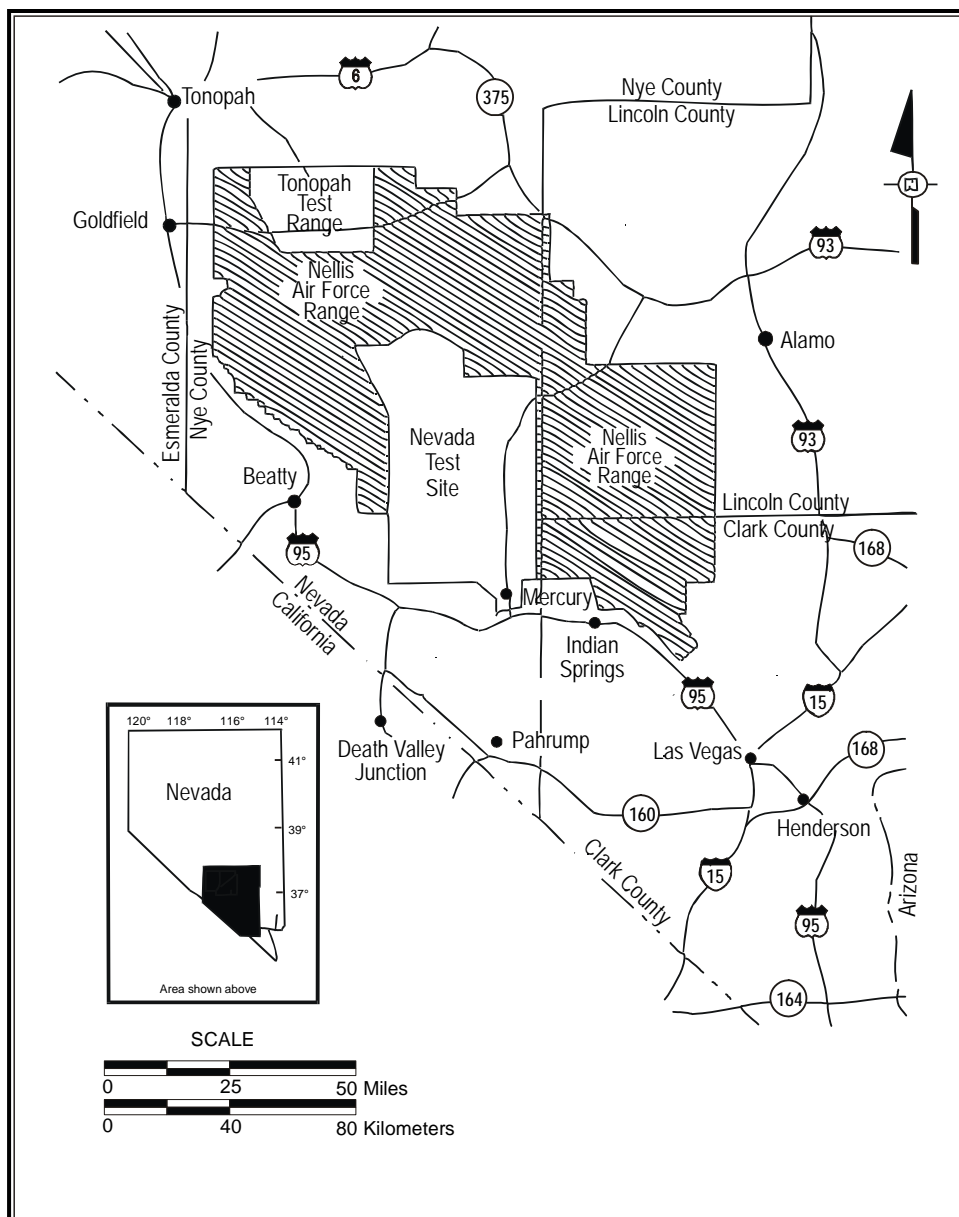 6
Tonopah
375
Nye County
Lincoln County
Tonopah
Test
Range
Goldfield
93
Nellis
Air Force
Range
Alamo
Esmeralda County
Nye County
Nevada
Test
Site
Nellis
Air Force
Range
93
Beatty
Lincoln County
Clark County
95
168
Nevada
California
Mercury
Indian
Springs
95
15
120°
118°
116°
114°
41°
Nevada
39°
37°
Area shown above
Death Valley
Junction
Pahrump
Las Vegas
168
160
Henderson
Clark County
15
95
Arizona
164
SCALE
0
25
50 Miles
0
40
80 Kilometers